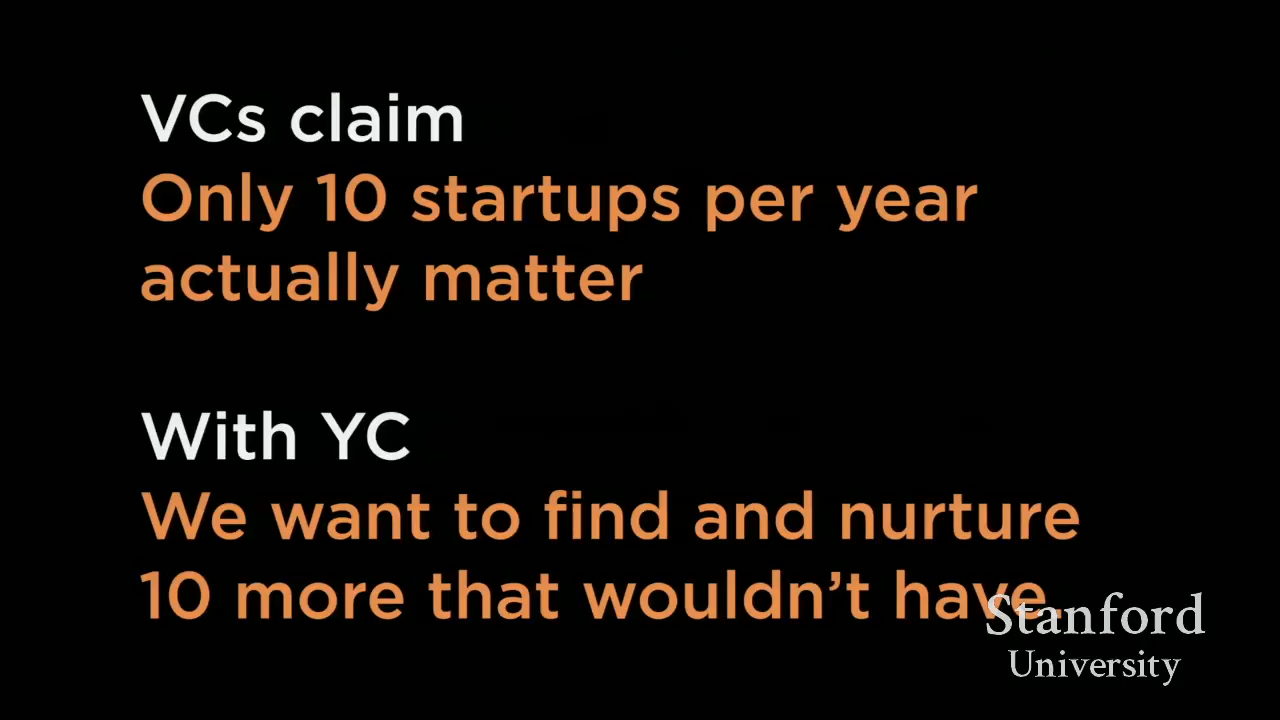 VCs claim
Only 10 startups per year
actually matter
With YC
We want to find and nurture
10 more that wouldn’t have.
Stanford
University